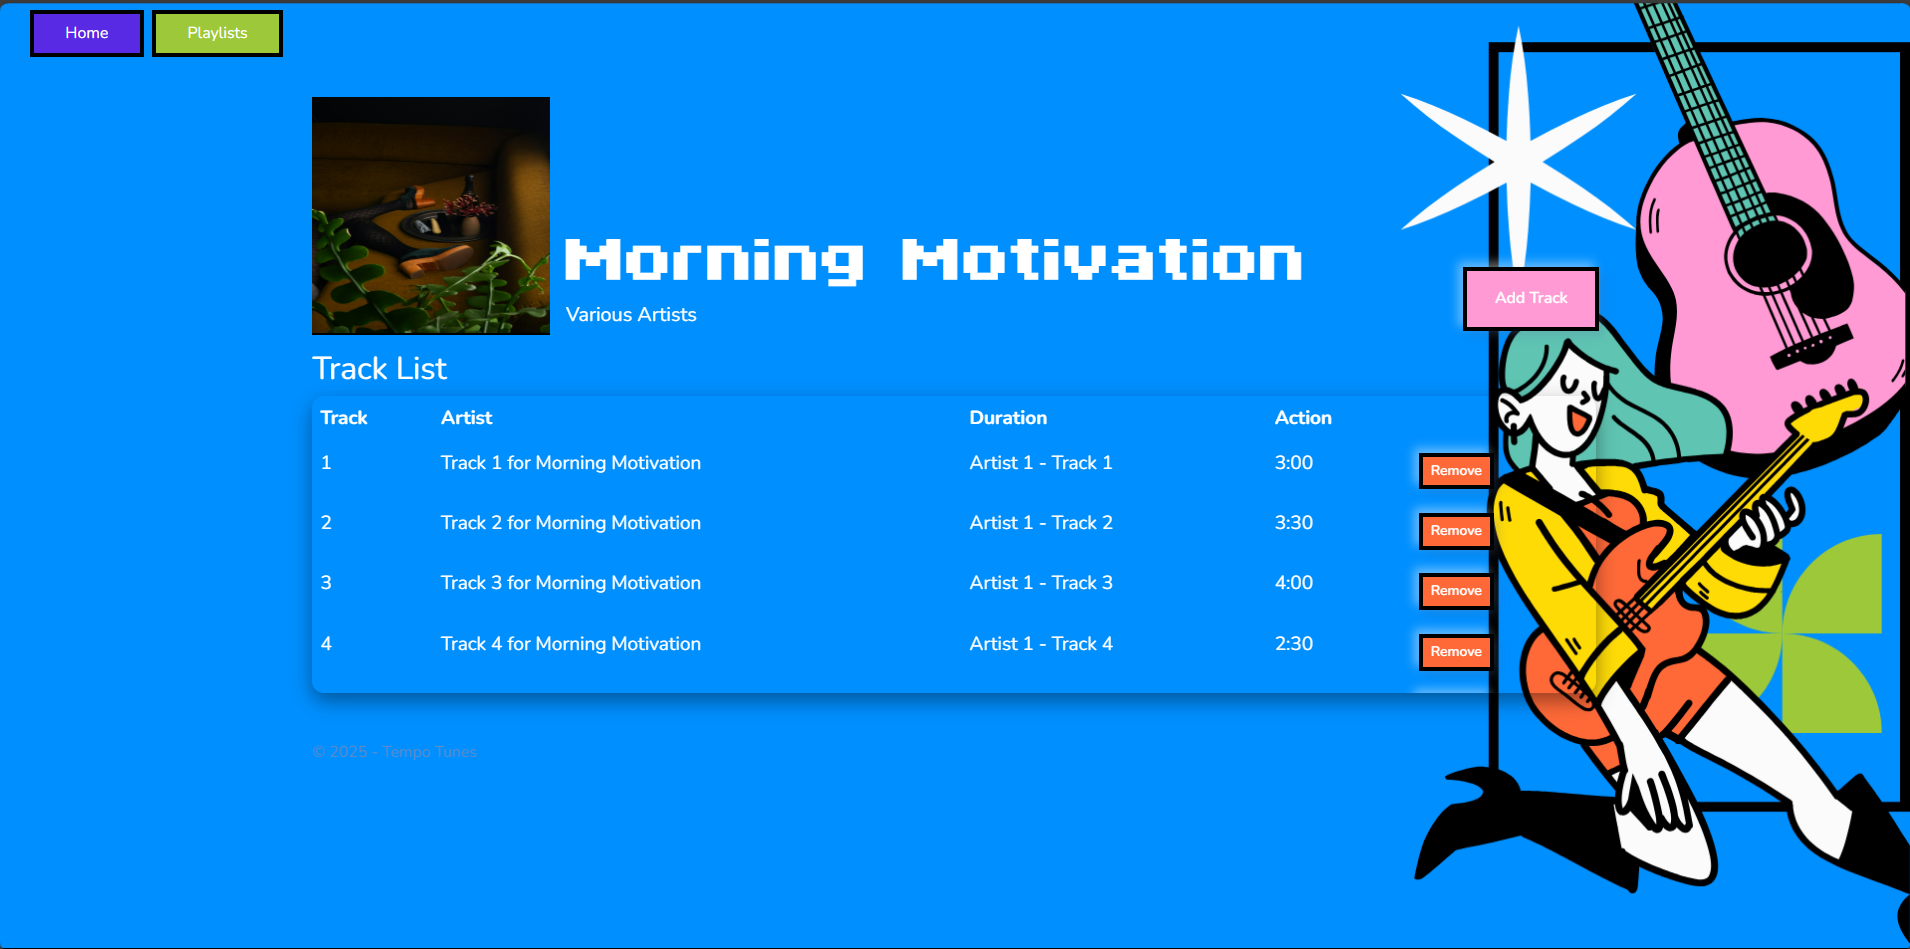 Home Playlists
Morning Motivation
Various Artists
Add Track
Track List
Track Artist Duration Action
1 Track 1 for Morning Motivation Artist 1 - Track 1 3:00 Remove
2 Track 2 for Morning Motivation Artist 1 - Track 2 3:30 Remove
3 Track 3 for Morning Motivation Artist 1 - Track 3 4:00 Remove
4 Track 4 for Morning Motivation Artist 1 - Track 4 2:30 Remove
© 2025 - Tempo Tunes